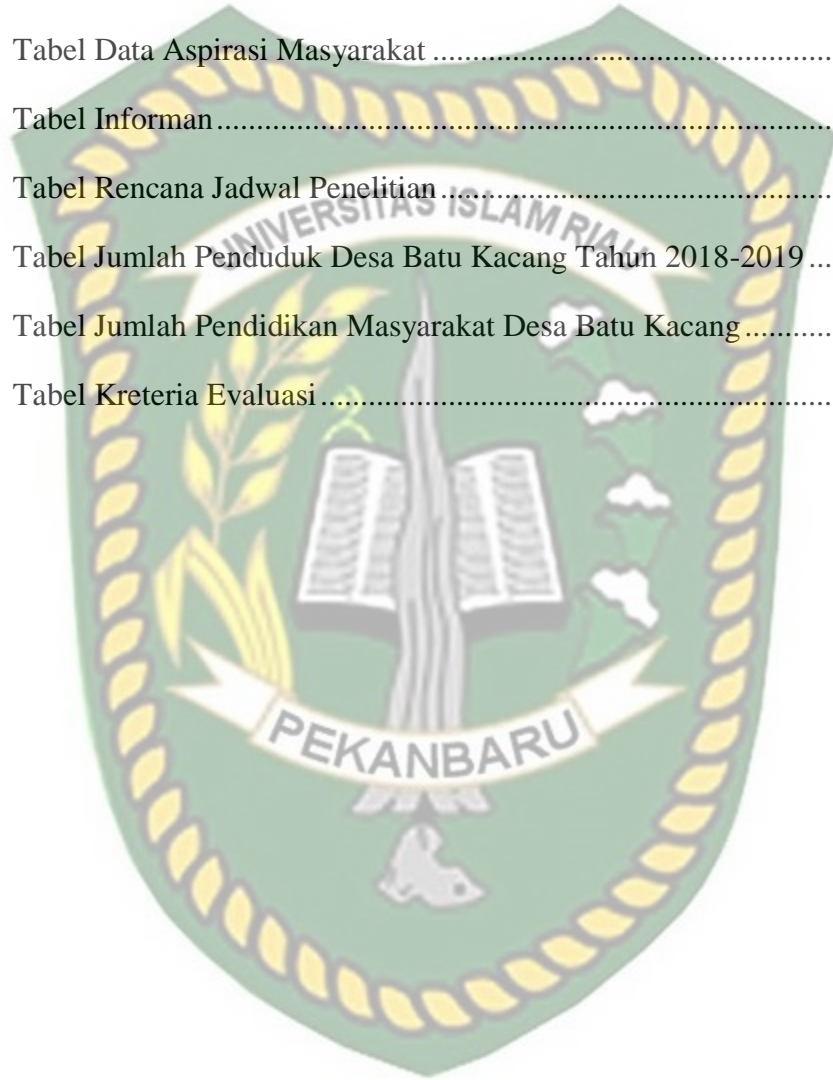 Tabel Data Aspirasi Masyarakat ....................................................
Tabel Informan..............................................................................
Tabel Rencana Jadwal Penelitian..................................................
UNIVERSITAS ISLAM RIAU
Tabel Jumlah Penduduk Desa Batu Kacang Tahun 2018-2019 ...
Tabel Jumlah Pendidikan Masyarakat Desa Batu Kacang...........
Tabel Kreteria Evaluasi.................................................................
PEKANBARU